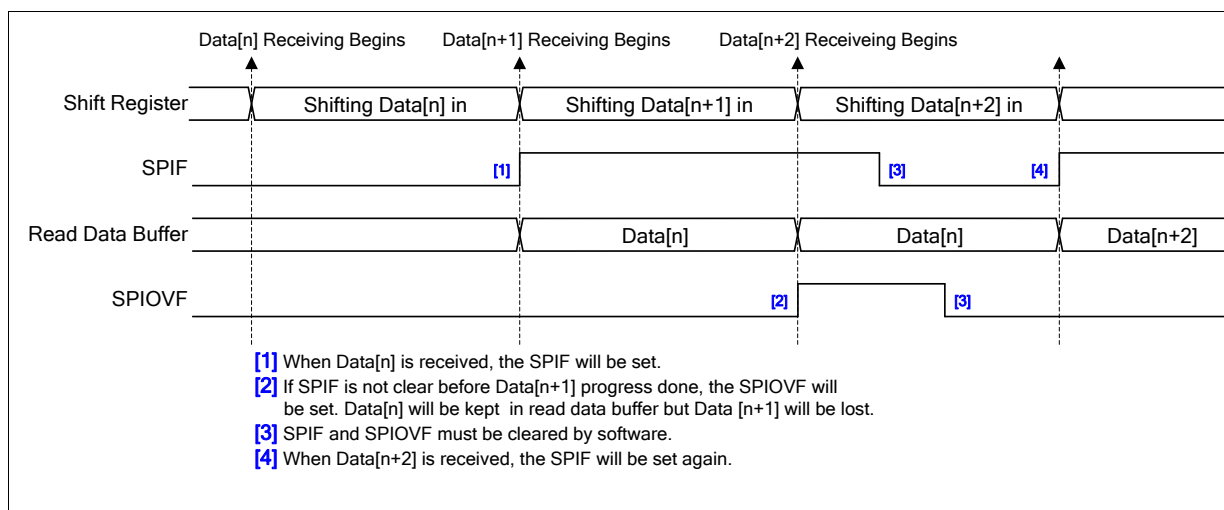 Data[n] Receiving Begins
Data[n+1] Receiving Begins
Data[n+2] Receiveing Begins
Shift Register
Shifting Data[n] in
Shifting Data[n+1] in
Shifting Data[n+2] in
SPIF
[1]
[3]
[4]
Read Data Buffer
Data[n]
Data[n]
Data[n+2]
SPIOVF
[2]
[3]
[1] When Data[n] is received, the SPIF will be set.
[2] If SPIF is not clear before Data[n+1] progress done, the SPIOVF will
be set. Data[n] will be kept in read data buffer but Data [n+1] will be lost.
[3] SPIF and SPIOVF must be cleared by software.
[4] When Data[n+2] is received, the SPIF will be set again.